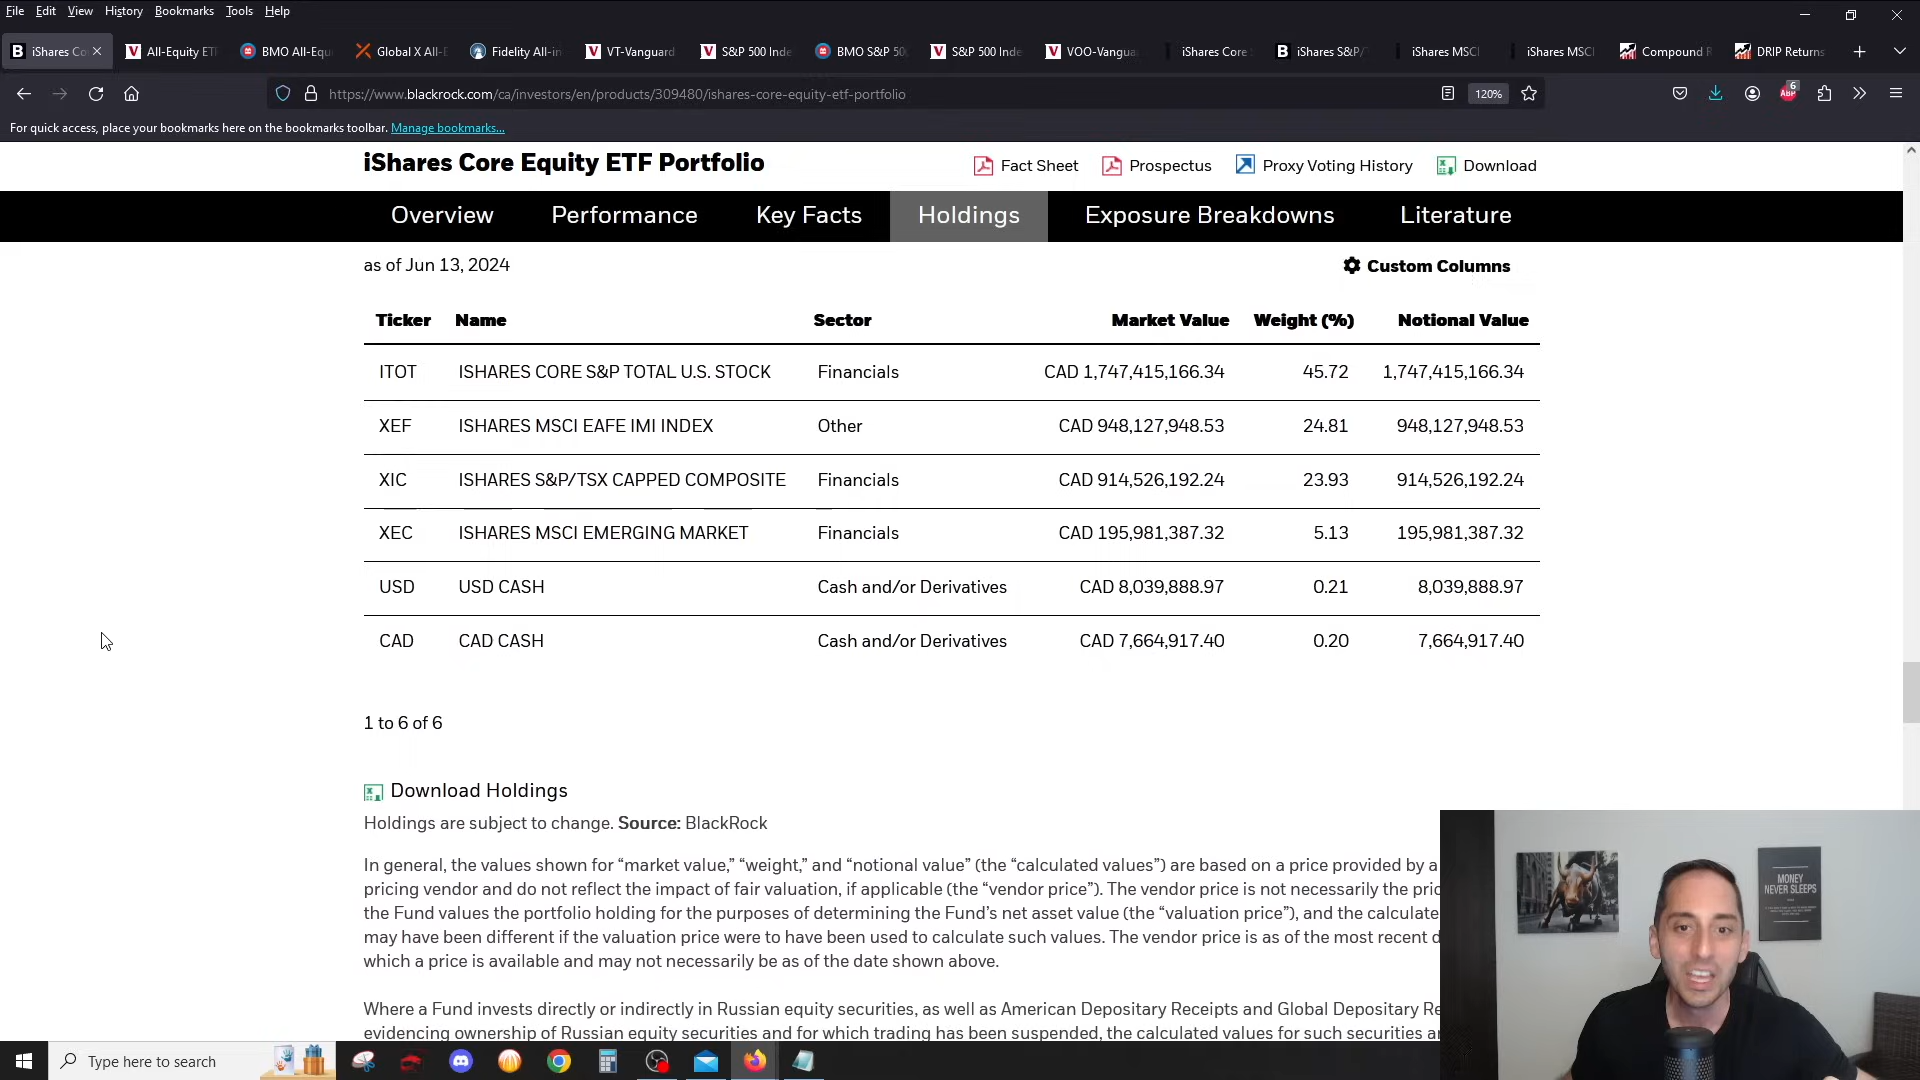 File Edit View History Bookmarks Tools Help
iShares Co All-Equity ET BMO All-Equ Global X All-E Fidelity All-in VT-Vanguard S&P 500 Inde BMO S&P 50 S&P 500 Inde VOO-Vangua iShares Core iShares S&P/ iShares MSCI iShares MSCI Compound R DRIP Returns
https://www.blackrock.com/ca/investors/en/products/309480/ishares-core-equity-etf-portfolio 120% ABP 6
For quick access, place your bookmarks here on the bookmarks toolbar. Manage bookmarks...
iShares Core Equity ETF Portfolio Fact Sheet Prospectus Proxy Voting History Download
Overview Performance Key Facts Holdings Exposure Breakdowns Literature
as of Jun 13, 2024 Custom Columns
Ticker Name Sector Market Value Weight (%) Notional Value
ITOT ISHARES CORE S&P TOTAL U.S. STOCK Financials CAD 1,747,415,166.34 45.72 1,747,415,166.34
XEF ISHARES MSCI EAFE IMI INDEX Other CAD 948,127,948.53 24.81 948,127,948.53
XIC ISHARES S&P/TSX CAPPED COMPOSITE Financials CAD 914,526,192.24 23.93 914,526,192.24
XEC ISHARES MSCI EMERGING MARKET Financials CAD 195,981,387.32 5.13 195,981,387.32
USD USD CASH Cash and/or Derivatives CAD 8,039,888.97 0.21 8,039,888.97
CAD CAD CASH Cash and/or Derivatives CAD 7,664,917.40 0.20 7,664,917.40
1 to 6 of 6
Download Holdings
Holdings are subject to change. Source: BlackRock
In general, the values shown for “market value,” “weight,” and “notional value” (the “calculated values”) are based on a price provided by a
pricing vendor and do not reflect the impact of fair valuation, if applicable (the “vendor price”). The vendor price is not necessarily the pric
the Fund values the portfolio holding for the purposes of determining the Fund’s net asset value (the “valuation price”), and the calculate
may have been different if the valuation price were to have been used to calculate such values. The vendor price is as of the most recent d
which a price is available and may not necessarily be as of the date shown above.
Where a Fund invests directly or indirectly in Russian equity securities, as well as American Depositary Receipts and Global Depositary Re
evidencing ownership of Russian equity securities and for which trading has been suspended, the calculated values for such securities a
MONEY
NEVER SLEEPS
Type here to search